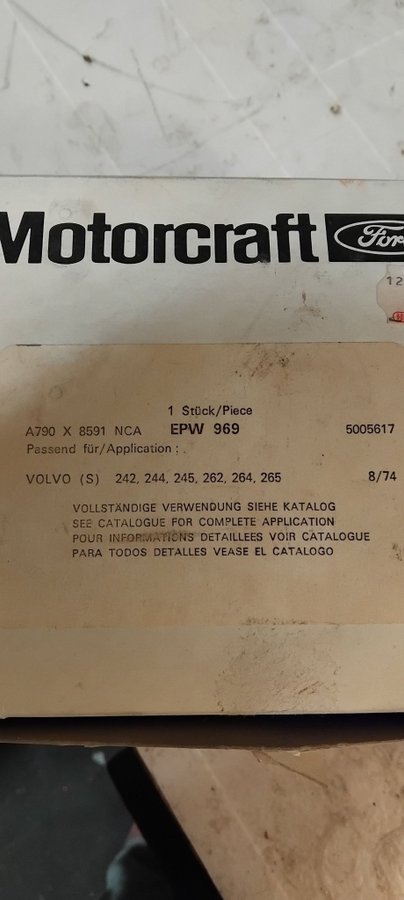 Motorcraft Ford
12
1 Stück/Piece
A790 X 8591 NCA EPW 969 5005617
Passend für/Application :
VOLVO (S) 242, 244, 245, 262, 264, 265 8/74
VOLLSTÄNDIGE VERWENDUNG SIEHE KATALOG
SEE CATALOGUE FOR COMPLETE APPLICATION
POUR INFORMATIONS DETAILLEES VOIR CATALOGUE
PARA TODOS DETALLES VEASE EL CATALOGO